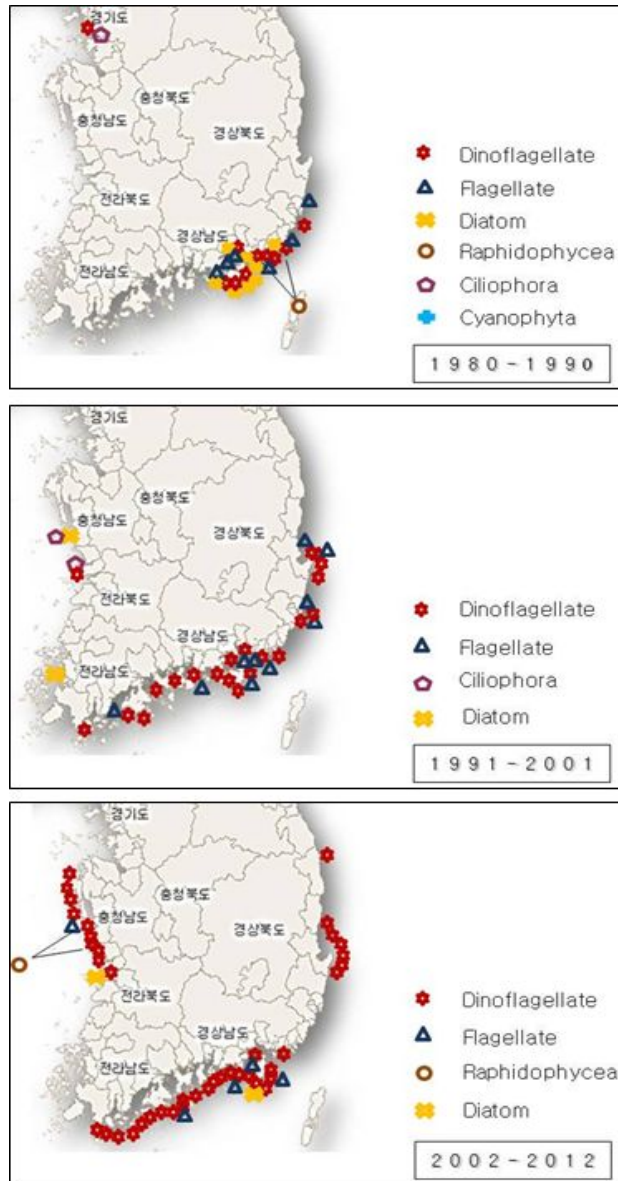 경기도
충청북도
충청남도
경상북도
전라북도
경상남도
전라남도
Dinoflagellate
Flagellate
Diatom
Raphidophycea
Ciliophora
Cyanophyta
1980-1990
경기도
충청북도
충청남도
경상북도
전라북도
경상남도
전라남도
Dinoflagellate
Flagellate
Ciliophora
Diatom
1991-2001
경기도
충청북도
충청남도
경상북도
전라북도
경상남도
전라남도
Dinoflagellate
Flagellate
Raphidophycea
Diatom
2002-2012